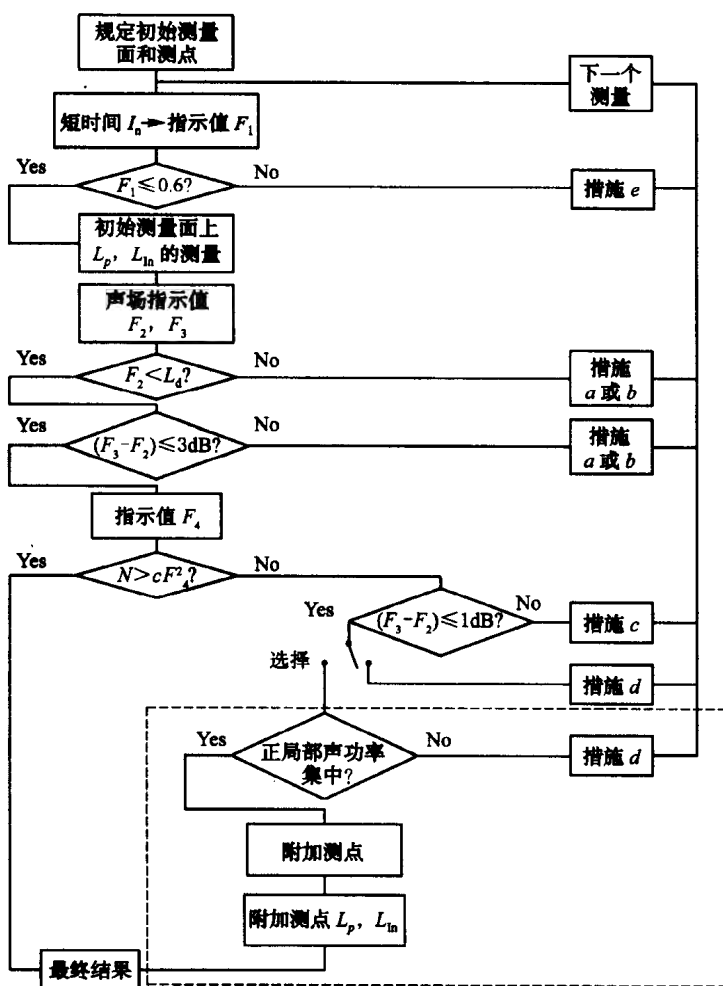 规定初始测量
面和测点
下一个
测量
短时间 Iₙ→指示值 F₁
Yes
F₁≤0.6?
No
措施 e
初始测量面上
Lₚ, L_In 的测量
声场指示值
F₂, F₃
Yes
F₂<L_d?
No
措施
a 或 b
Yes
(F₃-F₂)≤3dB?
No
措施
a 或 b
指示值 F₄
Yes
N>cF₄²?
No
Yes
(F₃-F₂)≤1dB?
No
措施 c
选择
措施 d
Yes
正局部声功率
集中?
No
措施 d
附加测点
附加测点 Lₚ, L_In
最终结果